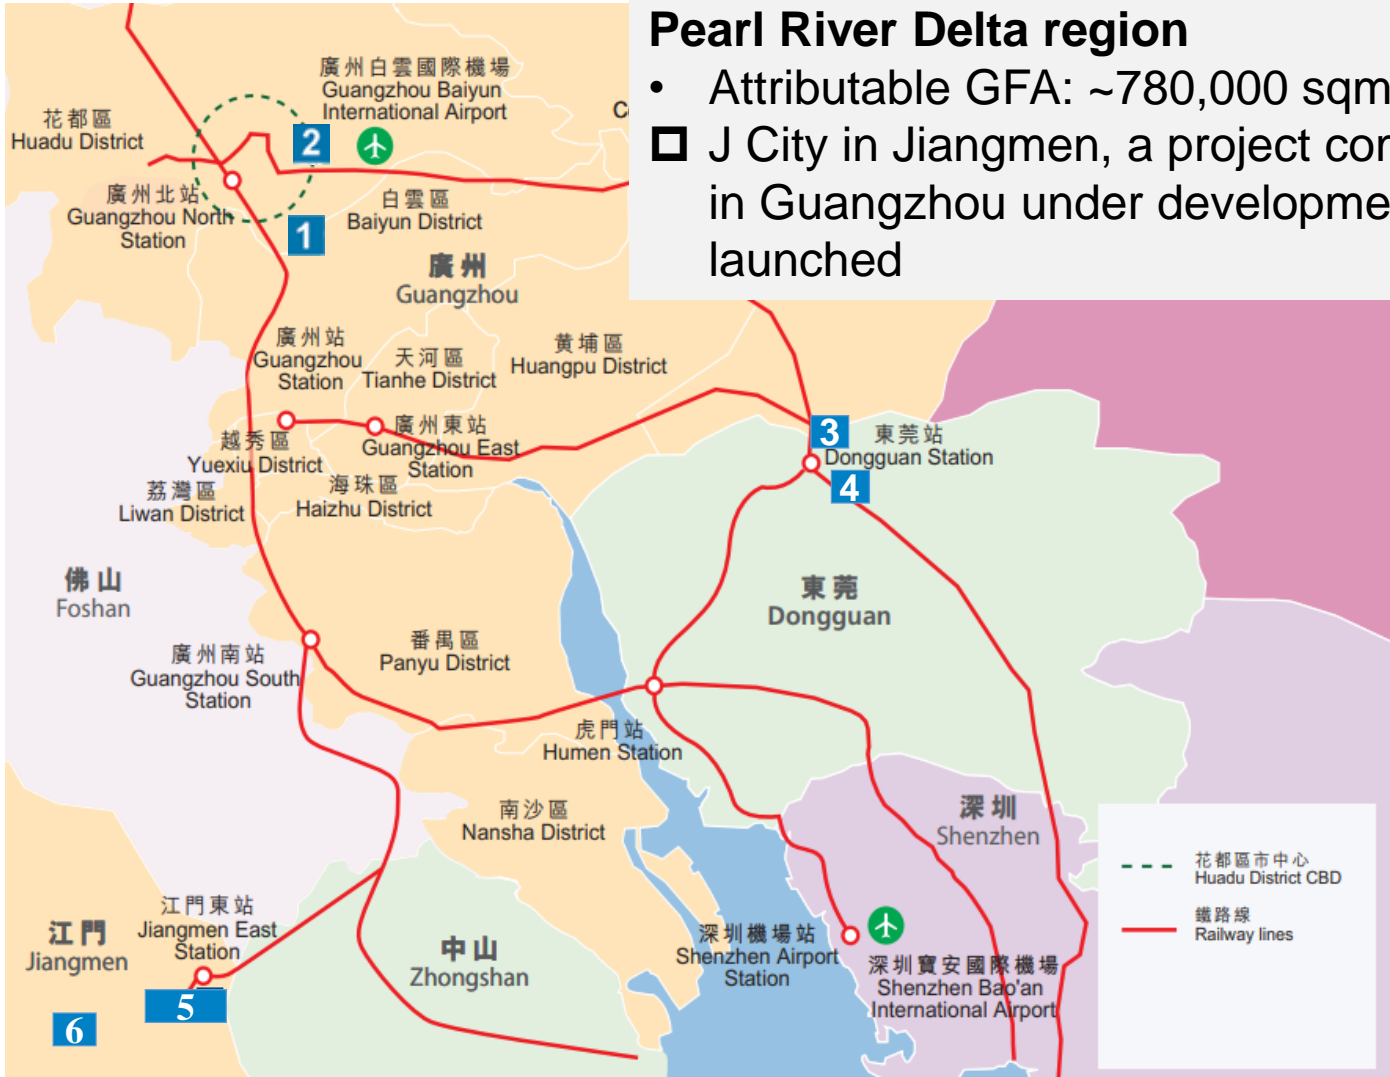 Pearl River Delta region
• Attributable GFA: ~780,000 sqm
J City in Jiangmen, a project
in Guangzhou under
launched
廣州白雲國際機場
Guangzhou Baiyun
International Airport
花都區
Huadu District
2
廣州北站
Guangzhou North
Station
白雲區
Baiyun District
1
廣州
Guangzhou
廣州站
Guangzhou
Station
天河區
Tianhe District
黄埔區
Huangpu District
越秀區
Yuexiu District
廣州東站
Guangzhou East
Station
3
東莞站
Dongguan Station
4
荔灣區
Liwan District
海珠區
Haizhu District
佛山
Foshan
東莞
Dongguan
番禺區
Panyu District
廣州南站
Guangzhou South
Station
虎門站
Humen Station
南沙區
Nansha District
深圳
Shenzhen
花都區市中心
Huadu District CBD
鐵路線
Railway lines
江門東站
Jiangmen East
Station
江門
Jiangmen
中山
Zhongshan
深圳機場站
Shenzhen Airport
Station
深圳寶安國際機場
Shenzhen Bao'an
International Airport
5
6